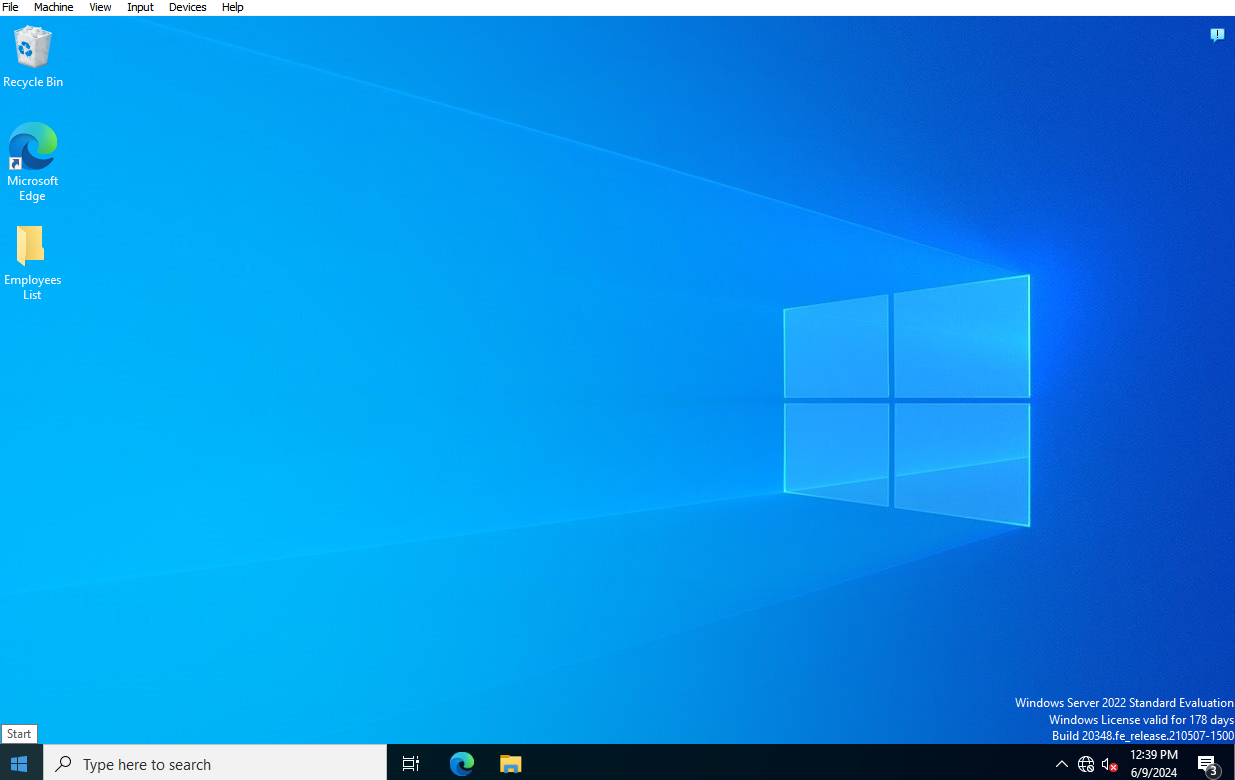 File Machine View Input Devices Help
Recycle Bin
Microsoft
Edge
Employees
List
Windows Server 2022 Standard Evaluation
Windows License valid for 178 days
Build 20348.fe_release.210507-1500
Start
Type here to search
12:39 PM
6/9/2024
3